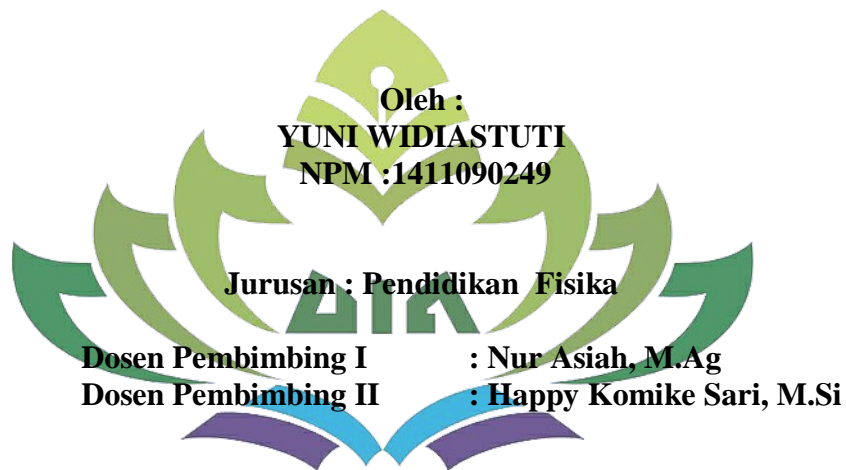 Oleh :
YUNI WIDIASTUTI
NPM :1411090249
Jurusan : Pendidikan Fisika
Dosen Pembimbing I : Nur Asiah, M.Ag
Dosen Pembimbing II : Happy Komike Sari, M.Si